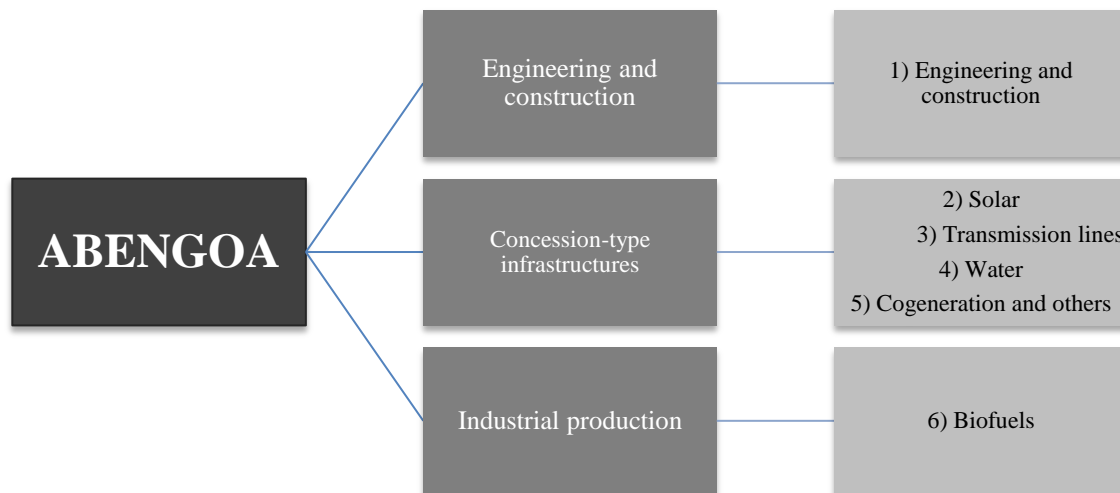 ABENGOA
Engineering and
construction
1) Engineering and
construction
Concession-type
infrastructures
2) Solar
3) Transmission lines
4) Water
5) Cogeneration and others
Industrial production
6) Biofuels